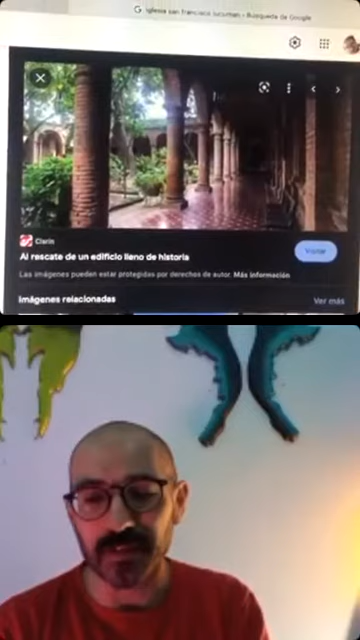 iglesia san francisco tucuman - Búsqueda de Google
Clarín
Al rescate de un edificio lleno de historia
Visitar
Las imágenes pueden estar protegidas por derechos de autor. Más información
Imágenes relacionadas
Ver más